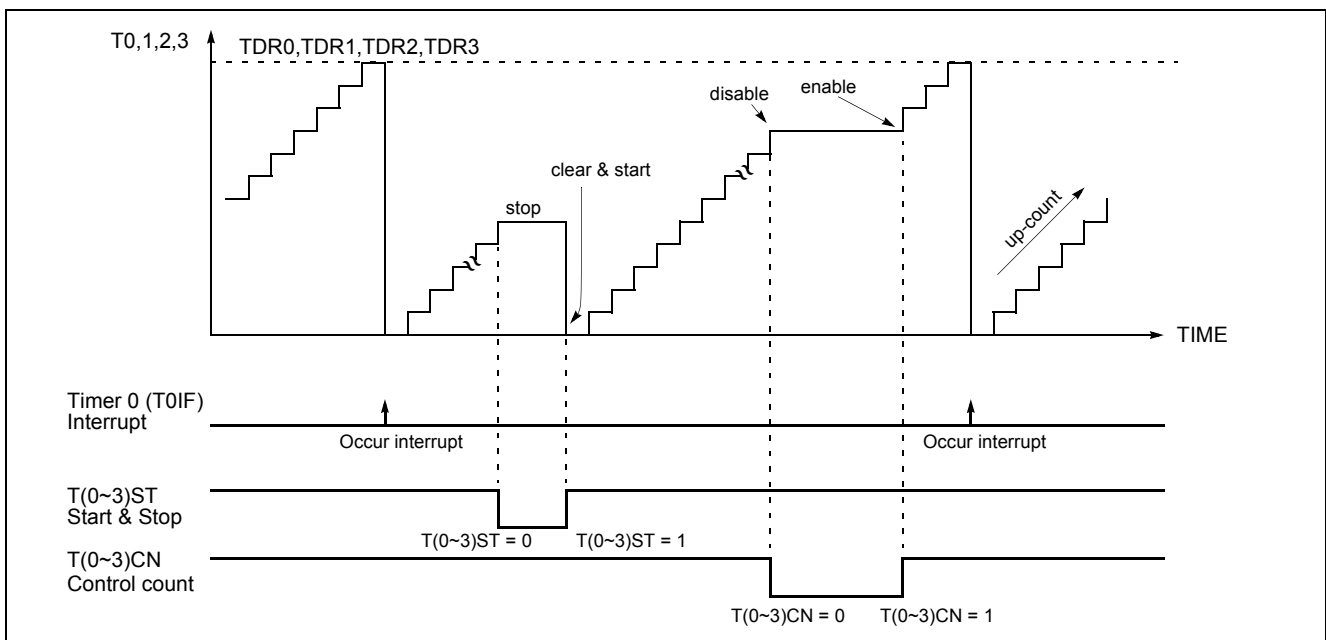 T0,1,2,3
TDR0,TDR1,TDR2,TDR3
disable
enable
clear & start
stop
up-count
TIME
Timer 0 (T0IF)
Interrupt
Occur interrupt
Occur interrupt
T(0~3)ST
Start & Stop
T(0~3)ST = 0
T(0~3)ST = 1
T(0~3)CN
Control count
T(0~3)CN = 0
T(0~3)CN = 1